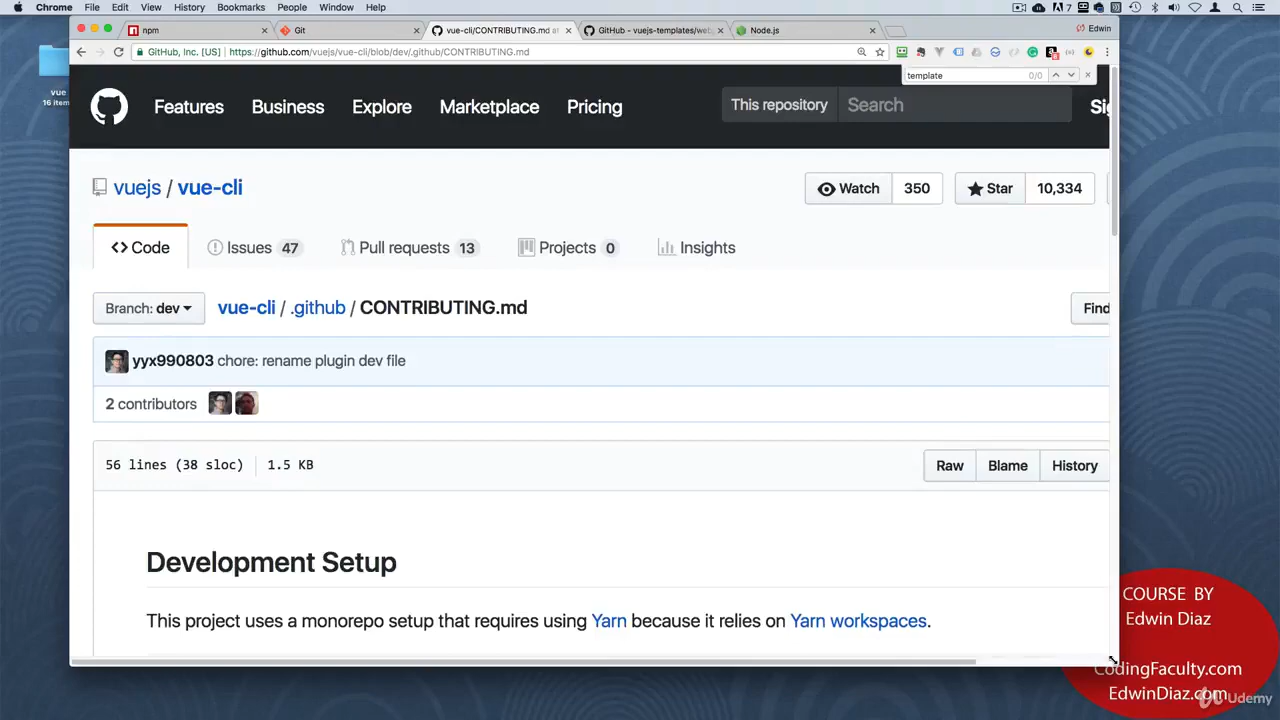 Chrome File Edit View History Bookmarks People Window Help
npm
Git
vue-cli/CONTRIBUTING.md at
GitHub - vuejs-templates/web
Node.js
Edwin
GitHub, Inc. [US] https://github.com/vuejs/vue-cli/blob/dev/.github/CONTRIBUTING.md
template 0/0
Features Business Explore Marketplace Pricing This repository Search Sig
vue
16 item
vuejs / vue-cli Watch 350 Star 10,334
Code Issues 47 Pull requests 13 Projects 0 Insights
Branch: dev vue-cli / .github / CONTRIBUTING.md Find
yyx990803 chore: rename plugin dev file
2 contributors
56 lines (38 sloc) 1.5 KB Raw Blame History
Development Setup
This project uses a monorepo setup that requires using Yarn because it relies on Yarn workspaces.
COURSE BY
Edwin Diaz
CodingFaculty.com
EdwinDiaz.com
Udemy